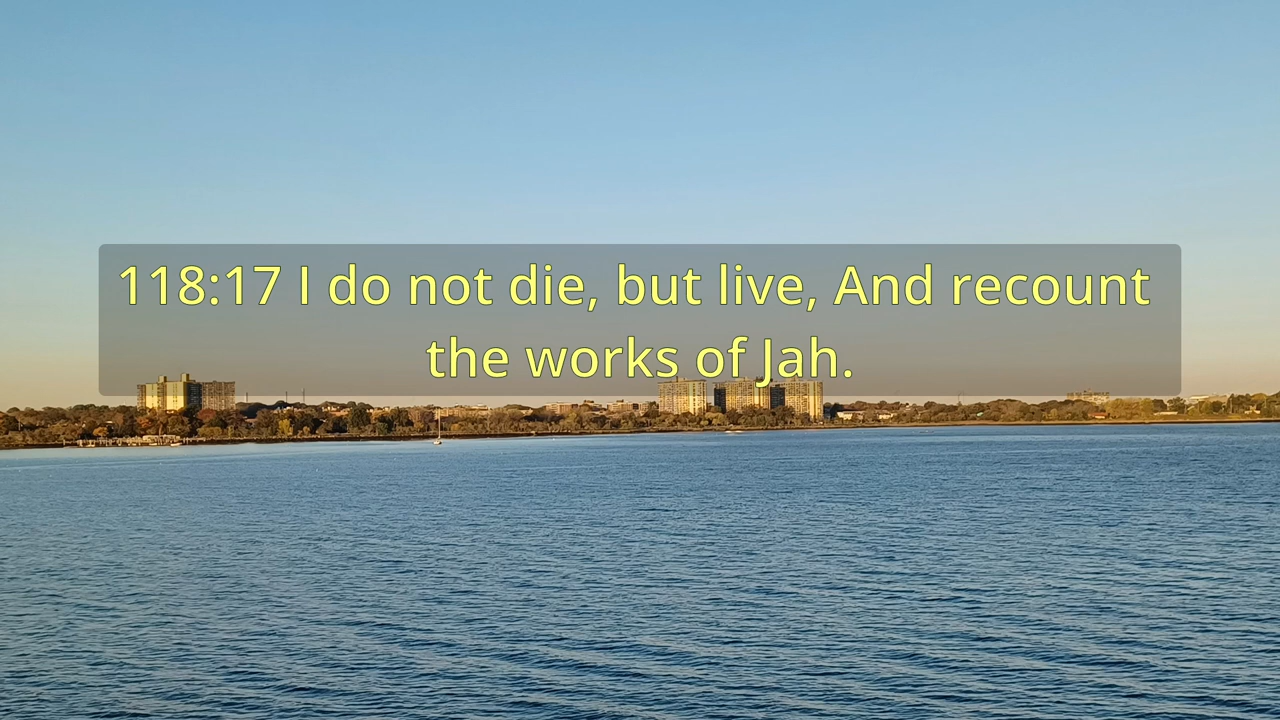 118:17 I do not die, but live, And recount
the works of Jah.